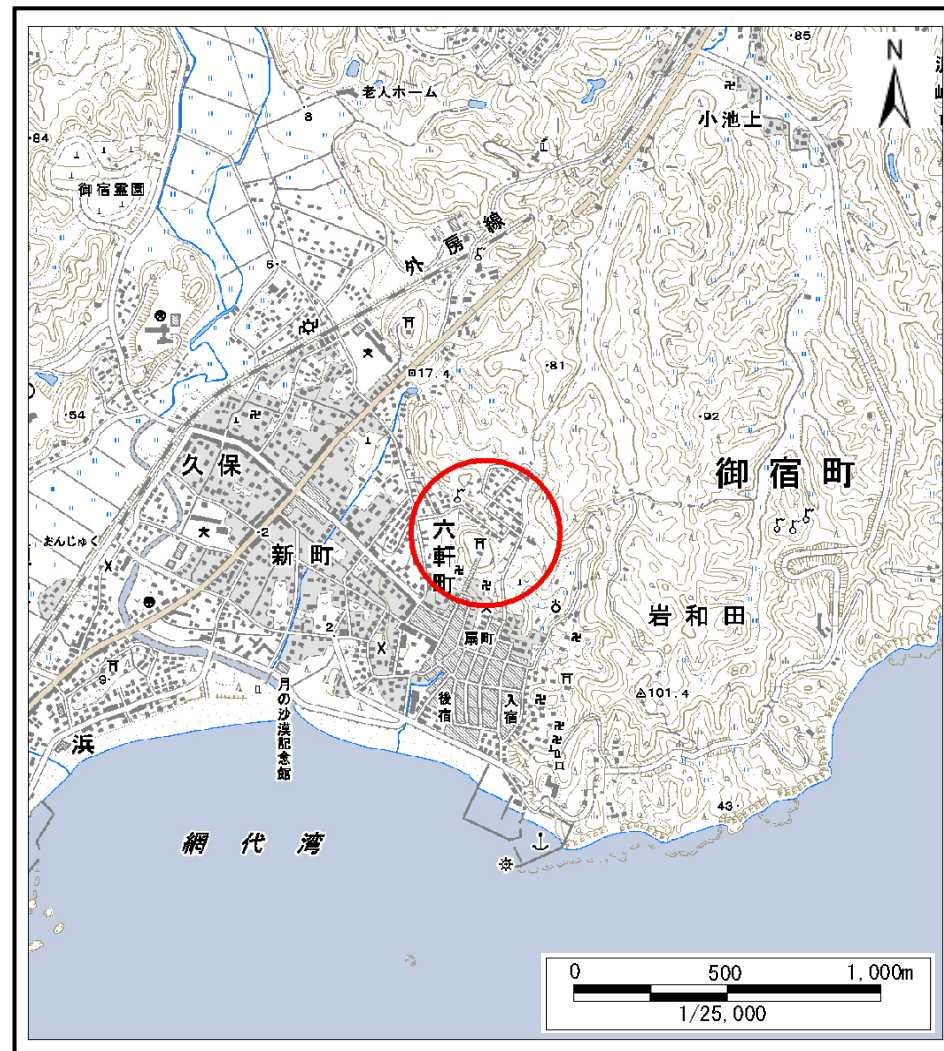 85
N
老人ホーム
小池上
8
84
御宿霊園
外房線
6
17.4
81
54
92
久保
御宿町
おんじゅく
2
六軒町
新町
岩和田
2
扇町
9
後宿
入宿
101.4
月の沙漠記念館
浜
43
網代湾
0 500 1,000m
1/25,000